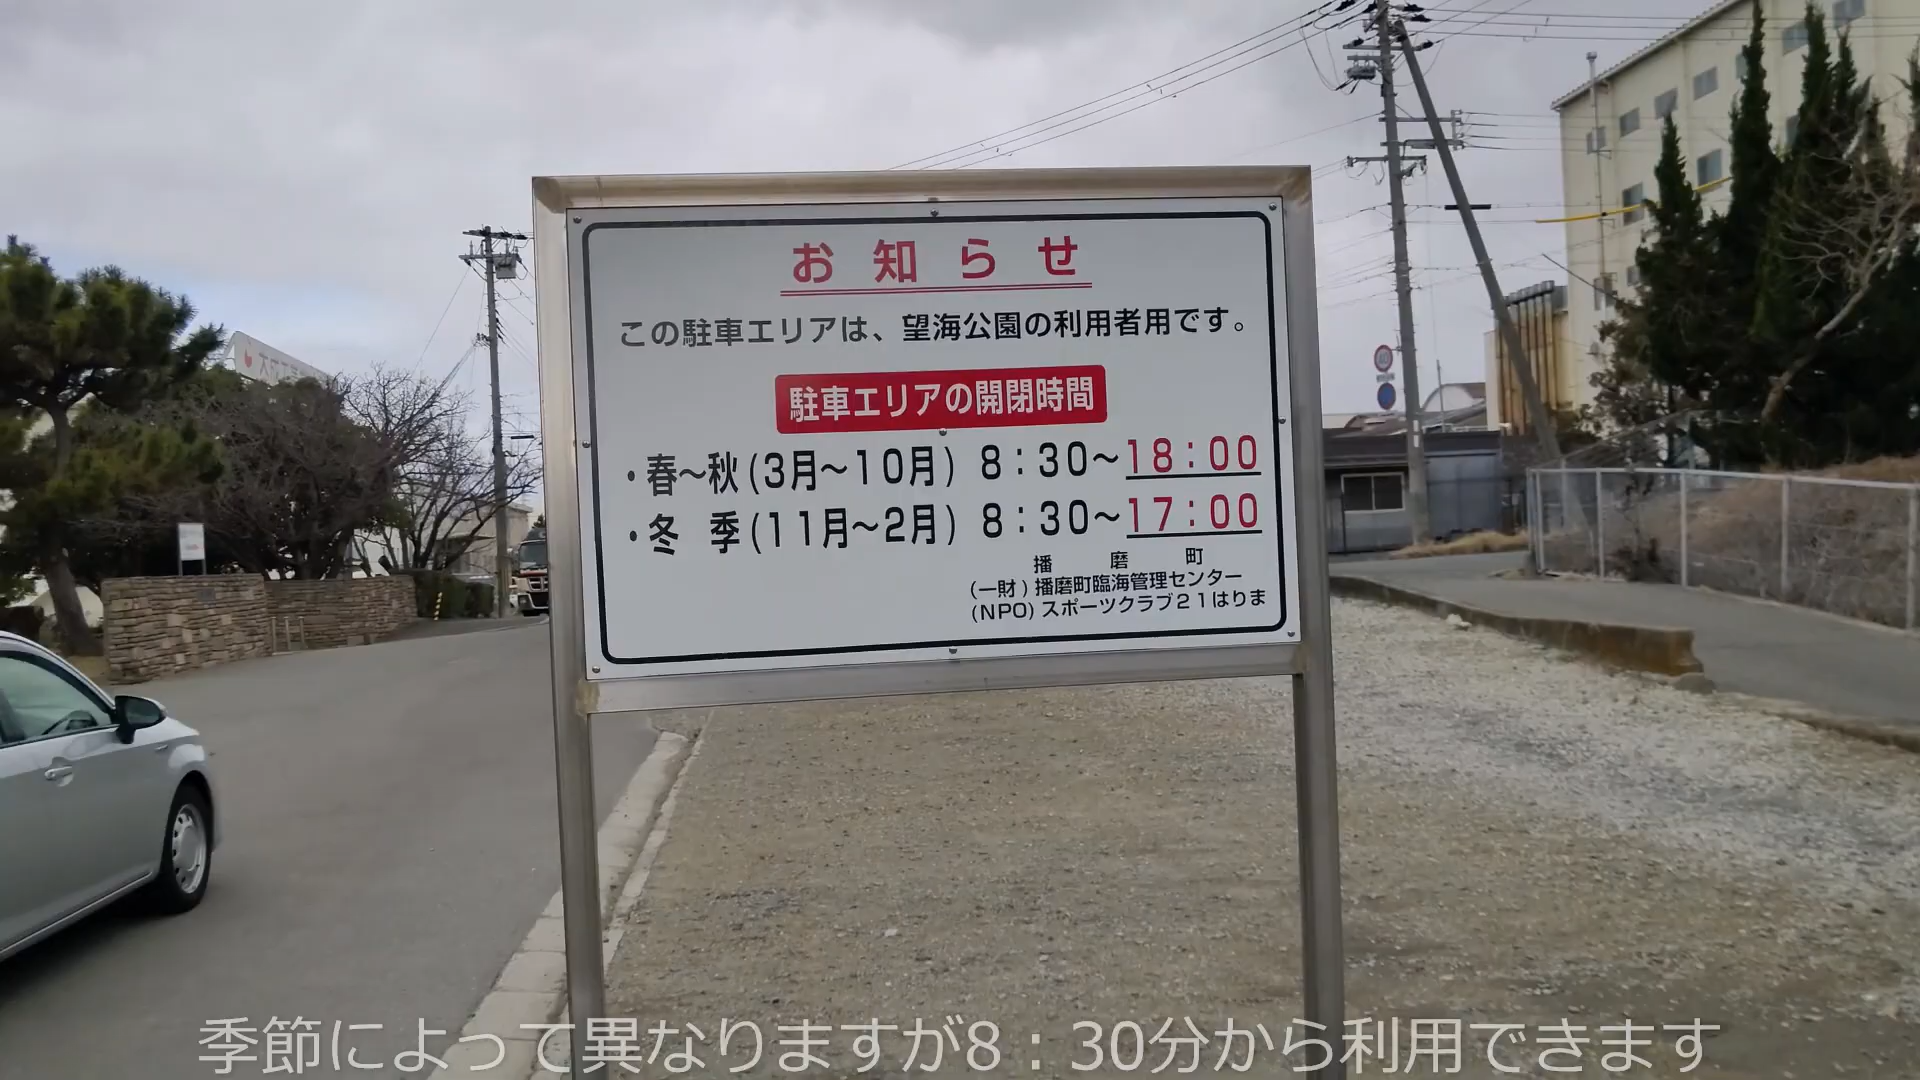 お知らせ
この駐車エリアは、望海公園の利用者用です。
駐車エリアの開閉時間
・春～秋(3月～10月) 8：30～18：00
・冬 季(11月～2月) 8：30～17：00
播 磨 町
(一財)播磨町臨海管理センター
(NPO)スポーツクラブ21はりま
季節によって異なりますが8：30分から利用できます